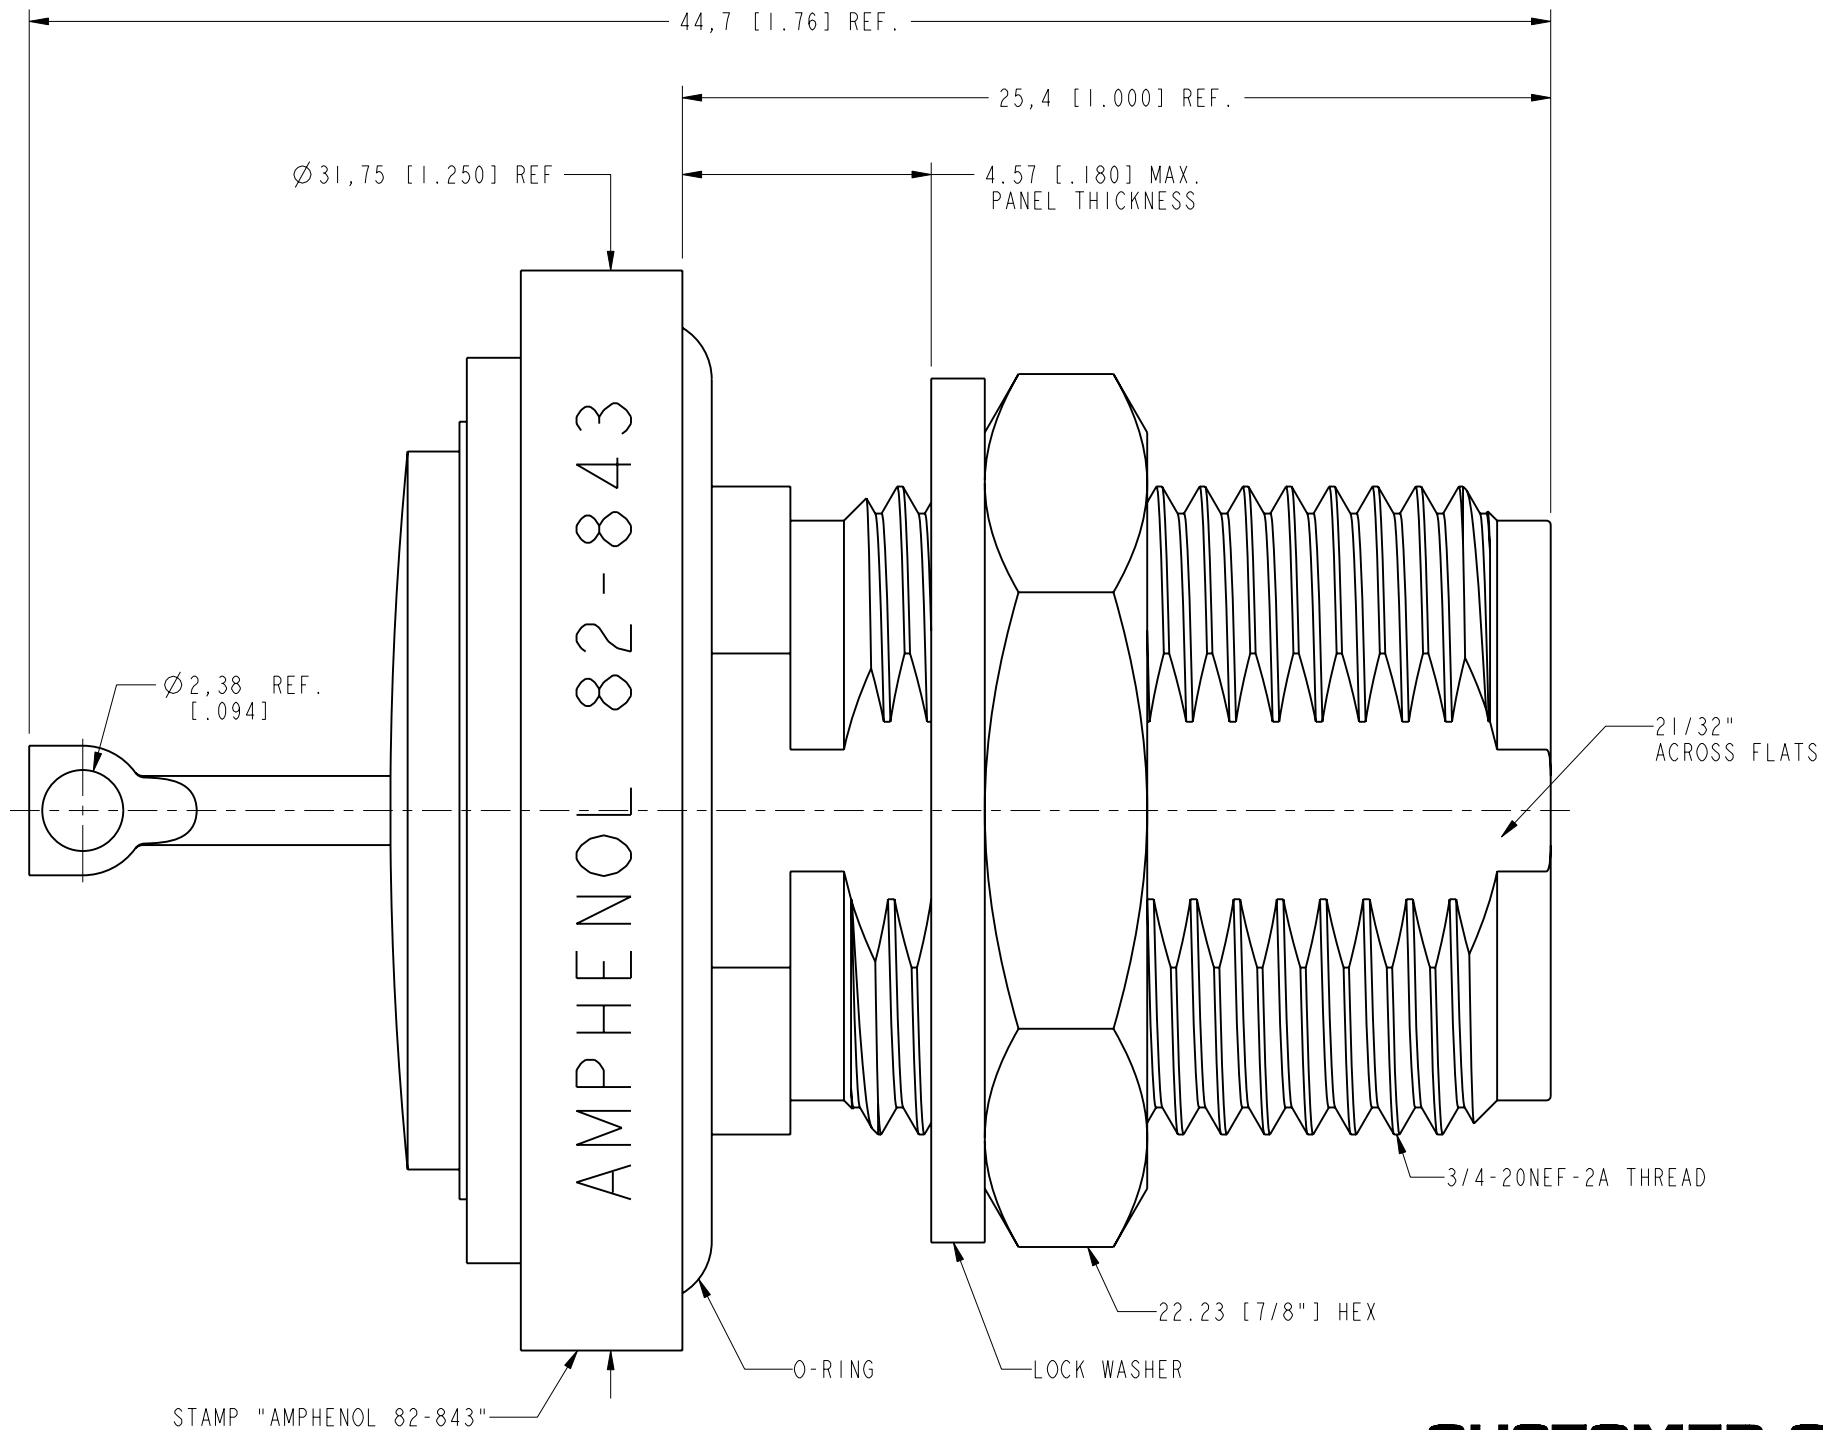 44,7 [1.76] REF.
25,4 [1.000] REF.
Ø31,75 [1.250] REF
4.57 [.180] MAX.
PANEL THICKNESS
AMPHENOL 82-843
Ø2,38 REF.
[.094]
21/32"
ACROSS FLATS
3/4-20NEF-2A THREAD
22.23 [7/8"] HEX
O-RING
LOCK WASHER
STAMP "AMPHENOL 82-843"